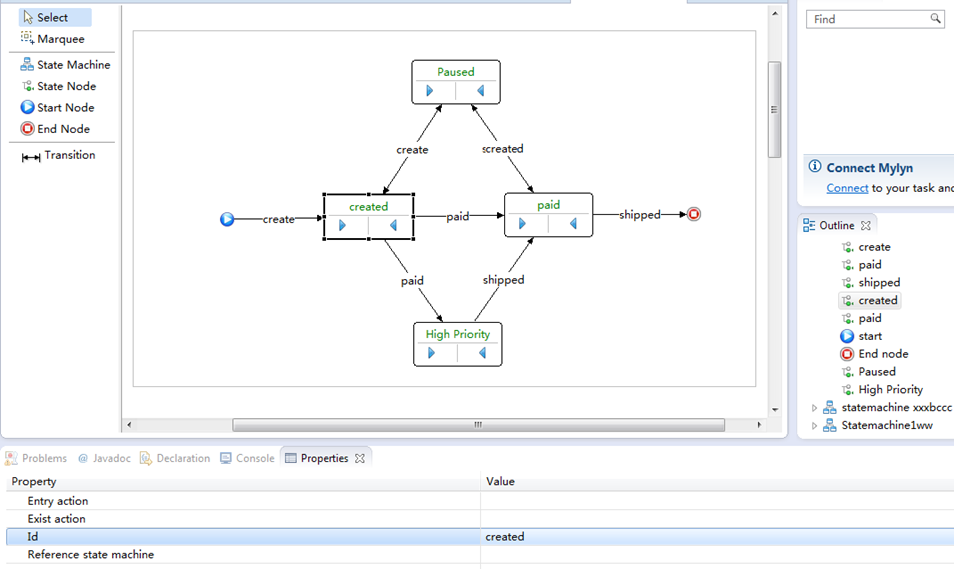 Select
Marquee
State Machine
State Node
Start Node
End Node
Transition
Paused
create
screated
create
created
paid
paid
shipped
paid
shipped
High Priority
Find
Connect Mylyn
Connect to your task and
Outline
create
paid
shipped
created
paid
start
End node
Paused
High Priority
statemachine xxxbccc
Statemachine1ww
Problems
@ Javadoc
Declaration
Console
Properties
Property Value
Entry action
Exist action
Id created
Reference state machine